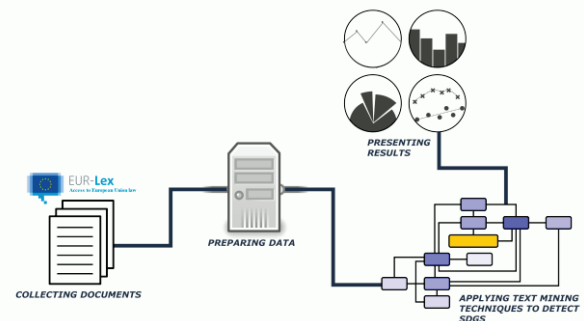 EUR-Lex
Access to European Union law
COLLECTING DOCUMENTS
PREPARING DATA
PRESENTING
RESULTS
APPLYING TEXT MINING
TECHNIQUES TO DETECT
SDGS